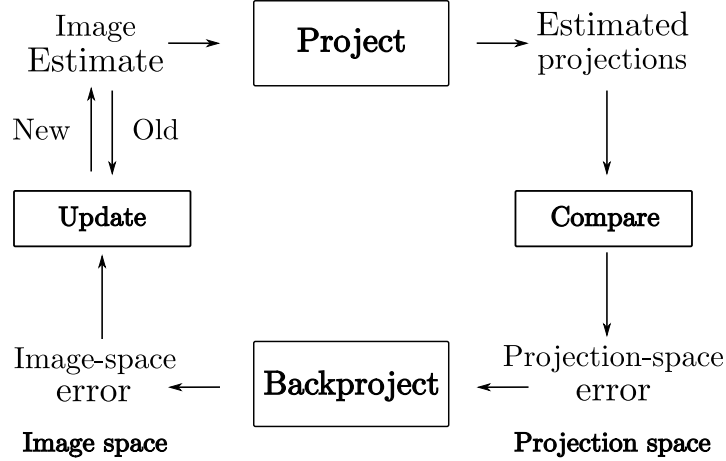 Image
Estimate
Project
Estimated
projections
New
Old
Update
Compare
Image-space
error
Backproject
Projection-space
error
Image space
Projection space